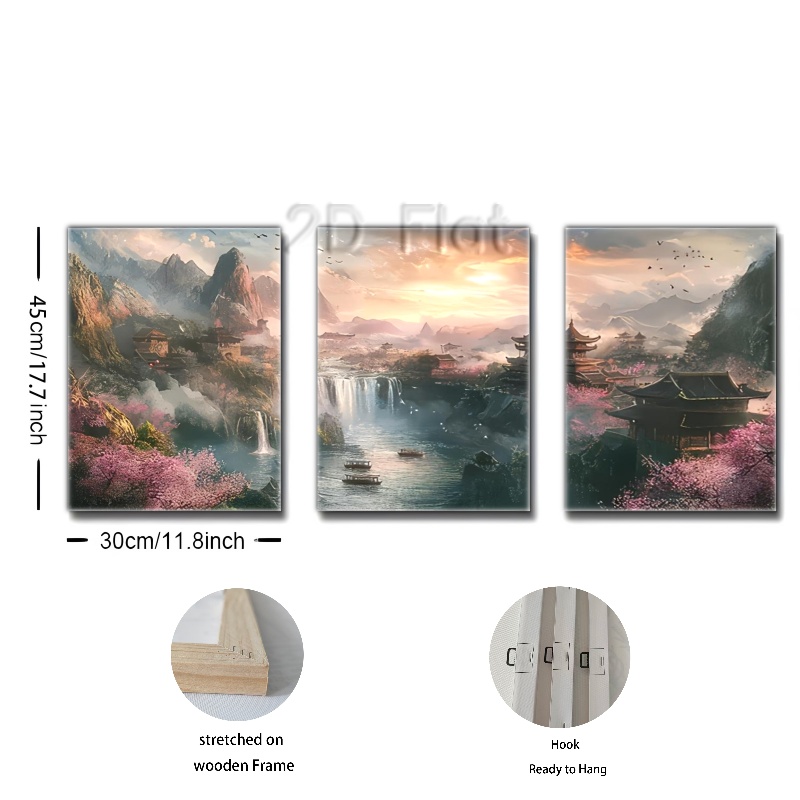 2D Flat
45cm/17.7inch
30cm/11.8inch
stretched on
wooden Frame
Hook
Ready to Hang